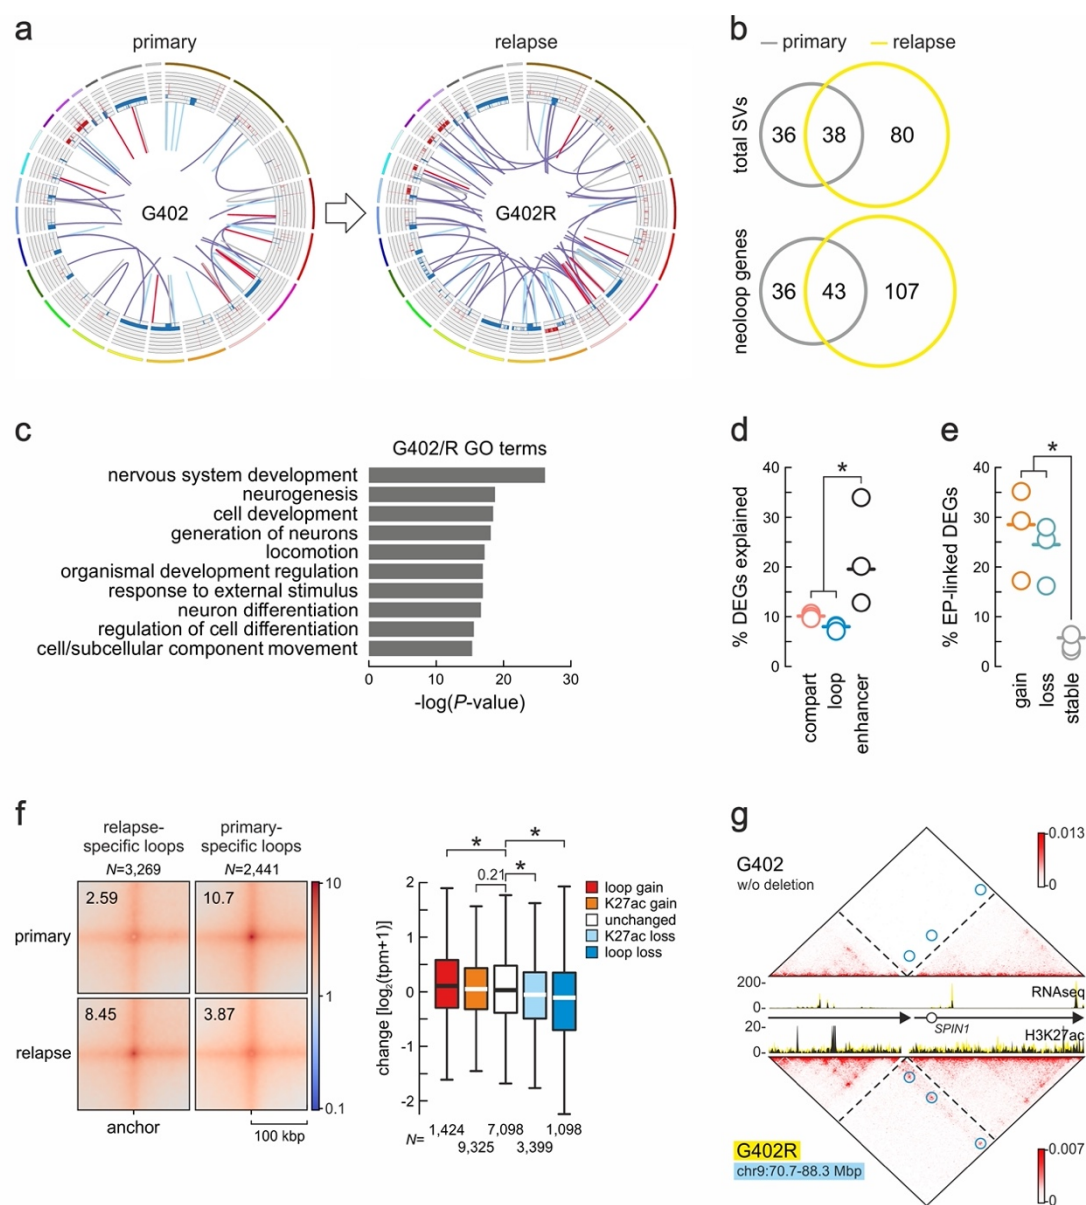 a
primary
relapse
G402
G402R
b
primary
relapse
total SVs
36
38
80
neoloop genes
36
43
107
c
G402/R GO terms
nervous system development
neurogenesis
cell development
generation of neurons
locomotion
organismal development regulation
response to external stimulus
neuron differentiation
regulation of cell differentiation
cell/subcellular component movement
0
10
20
30
-log(P-value)
d
% DEGs explained
40
30
20
10
0
*
compart
loop
enhancer
e
% EP-linked DEGs
40
30
20
10
0
*
gain
loss
stable
f
relapse-
specific loops
N=3,269
primary-
specific loops
N=2,441
primary
2.59
10.7
relapse
8.45
3.87
10
1
0.1
anchor
100 kbp
change [log2(tpm+1)]
2
1
0
-1
-2
*
*
0.21
*
loop gain
K27ac gain
unchanged
K27ac loss
loop loss
N=
1,424
9,325
7,098
3,399
1,098
g
G402
w/o deletion
0.013
0
200-
0-
RNAseq
SPIN1
20-
0-
H3K27ac
G402R
chr9:70.7-88.3 Mbp
0.007
0